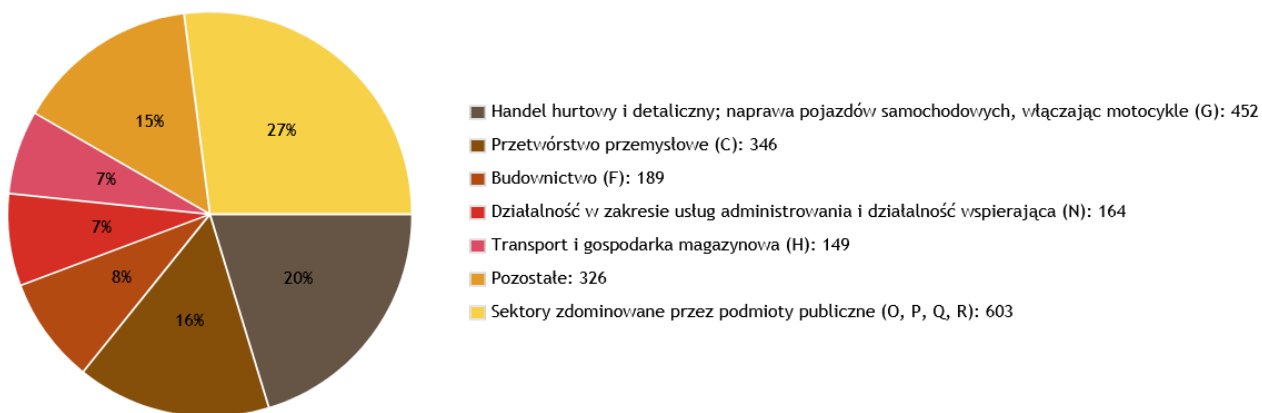 27%
15%
7%
7%
8%
16%
20%
Handel hurtowy i detaliczny; naprawa pojazdów samochodowych, włączając motocykle (G): 452
Przetwórstwo przemysłowe (C): 346
Budownictwo (F): 189
Działalność w zakresie usług administrowania i działalność wspierająca (N): 164
Transport i gospodarka magazynowa (H): 149
Pozostałe: 326
Sektory zdominowane przez podmioty publiczne (O, P, Q, R): 603